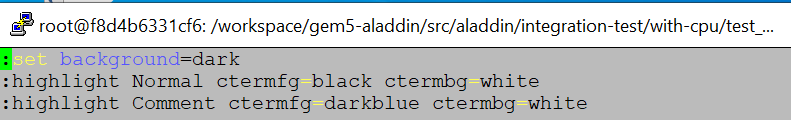 root@f8d4b6331cf6: /workspace/gem5-aladdin/src/aladdin/integration-test/with-cpu/test_...
:set background=dark
:highlight Normal ctermfg=black ctermbg=white
:highlight Comment ctermfg=darkblue ctermbg=white